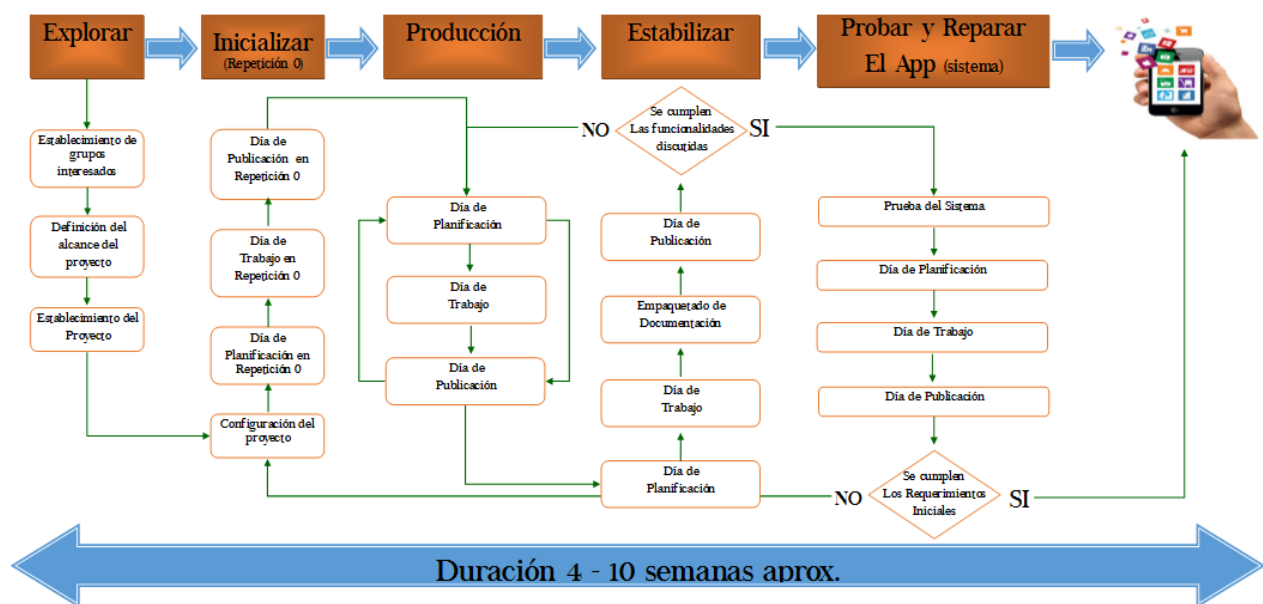 Explorar
Inicializar
(Repetición 0)
Producción
Estabilizar
Probar y Reparar
El App (sistema)
Establecimiento de
grupos
interesados
Definición del
alcance del
proyecto
Establecimiento del
Proyecto
Día de
Publicación en
Repetición 0
Día de
Trabajo en
Repetición 0
Día de
Planificación en
Repetición 0
Configuración del
proyecto
Día de
Planificación
Día de
Trabajo
Día de
Publicación
NO
Se cumplen
Las funcionalidades
discutidas
SI
Día de
Publicación
Empaquetado de
Documentación
Día de
Trabajo
Día de
Planificación
Prueba del Sistema
Día de Planificación
Día de Trabajo
Día de Publicación
NO
Se cumplen
Los Requerimientos
Iniciales
SI
Duración 4 - 10 semanas aprox.